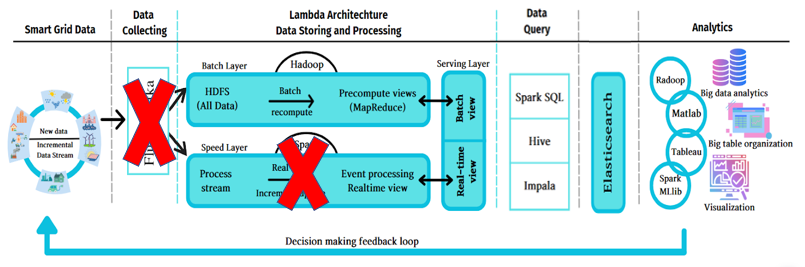 Smart Grid Data
Data
Collecting
Lambda Architechture
Data Storing and Processing
Data
Query
Analytics
Batch Layer
Hadoop
Serving Layer
HDFS
(All Data)
Batch
recompute
Precompute views
(MapReduce)
Batch
view
New data
Incremental
Data Stream
Speed Layer
Process
stream
Real
Event processing
Realtime view
Real-time
view
Spark SQL
Hive
Impala
Elasticsearch
Radoop
Matlab
Tableau
Spark
MLlib
Big data analytics
Big table organization
Visualization
Decision making feedback loop